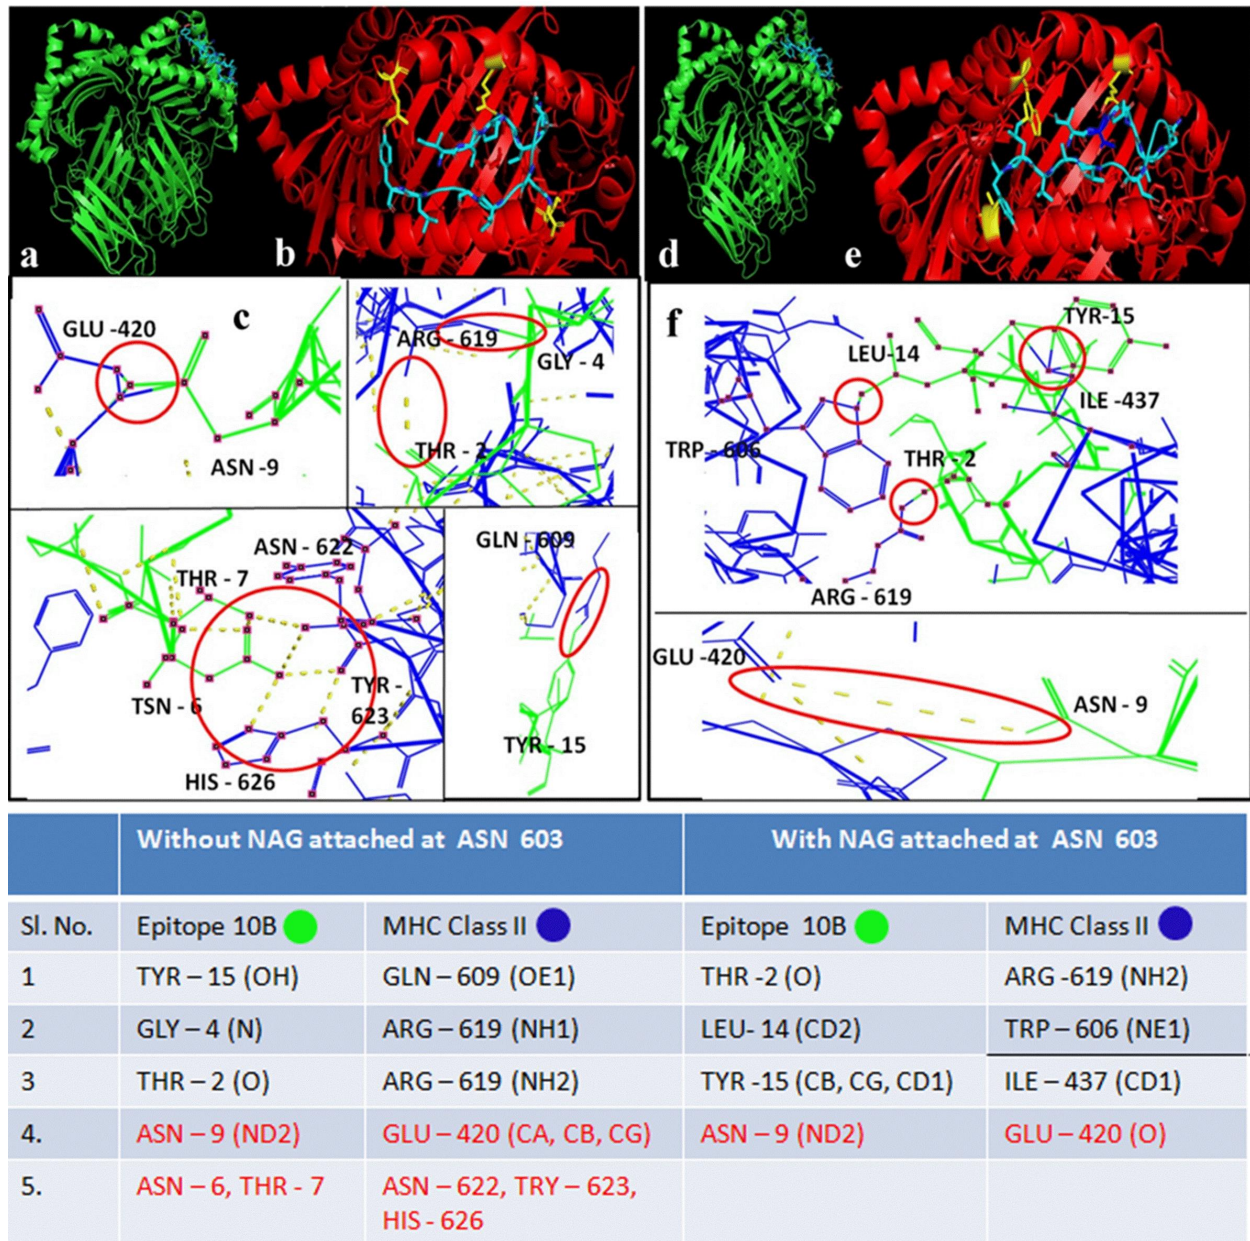 a
b
d
e
GLU -420
c
ASN -9
ARG - 619
GLY - 4
THR - 2
ASN - 622
THR - 7
TSN - 6
TYR -
623
HIS - 626
GLN - 609
TYR - 15
f
TYR-15
LEU-14
ILE -437
TRP - 606
THR - 2
ARG - 619
GLU -420
ASN - 9
Without NAG attached at ASN 603 With NAG attached at ASN 603
Sl. No. Epitope 10B MHC Class II Epitope 10B MHC Class II
1 TYR – 15 (OH) GLN – 609 (OE1) THR -2 (O) ARG -619 (NH2)
2 GLY – 4 (N) ARG – 619 (NH1) LEU- 14 (CD2) TRP – 606 (NE1)
3 THR – 2 (O) ARG – 619 (NH2) TYR -15 (CB, CG, CD1) ILE – 437 (CD1)
4. ASN – 9 (ND2) GLU – 420 (CA, CB, CG) ASN – 9 (ND2) GLU – 420 (O)
5. ASN – 6, THR - 7 ASN – 622, TRY – 623,
HIS - 626